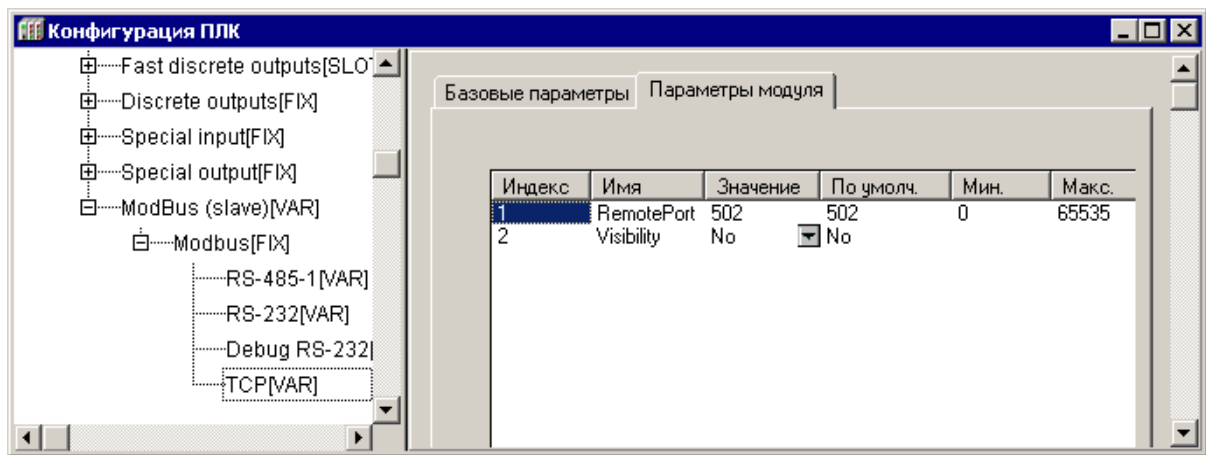 Конфигурация ПЛК
Fast discrete outputs[SLO
Discrete outputs[FIX]
Special input[FIX]
Special output[FIX]
ModBus (slave)[VAR]
Modbus[FIX]
RS-485-1[VAR]
RS-232[VAR]
Debug RS-232[
TCP[VAR]
Базовые параметры Параметры модуля
Индекс Имя Значение По умолч. Мин. Макс.
1 RemotePort 502 502 0 65535
2 Visibility No No